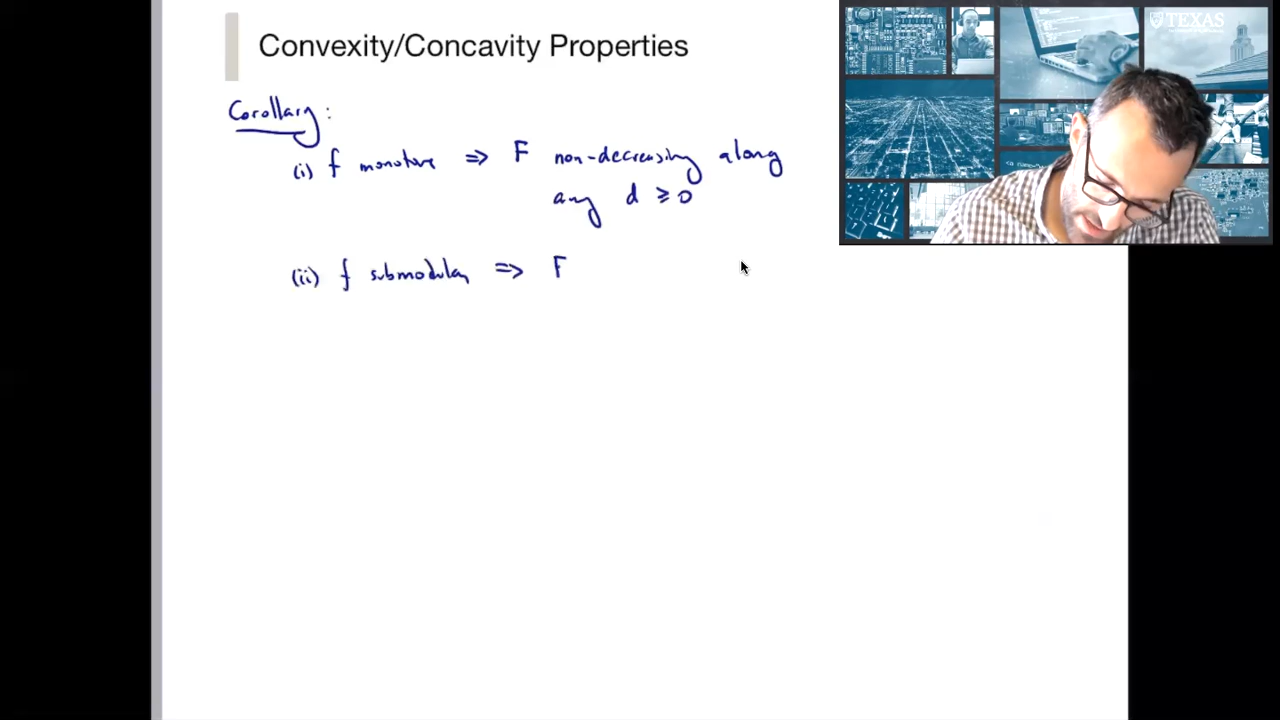 Convexity/Concavity Properties
TEXAS
Corollary:
(i) f monotone ⇒ F non-decreasing along
any d ≥ 0
(ii) f submodular ⇒ F